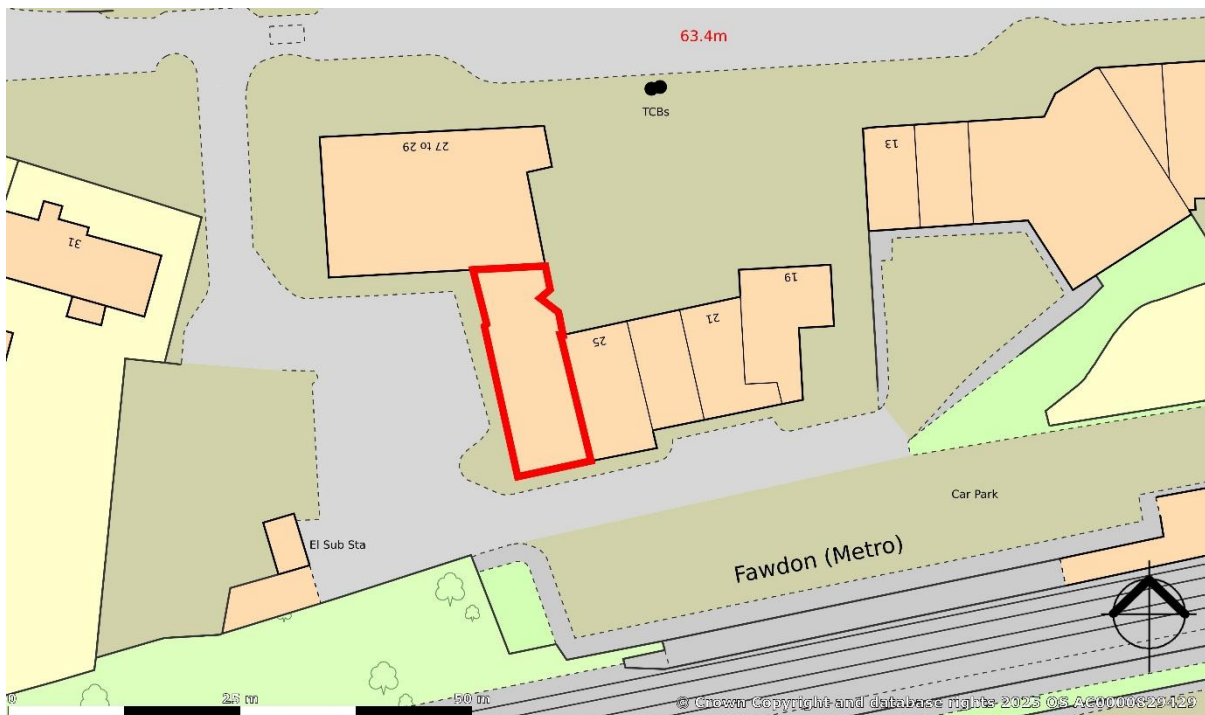 63.4m
TCBs
27 to 29
13
31
19
21
25
Car Park
El Sub Sta
Fawdon (Metro)
0
25 m
50 m
© Crown Copyright and database rights 2025 OS AC0000829429